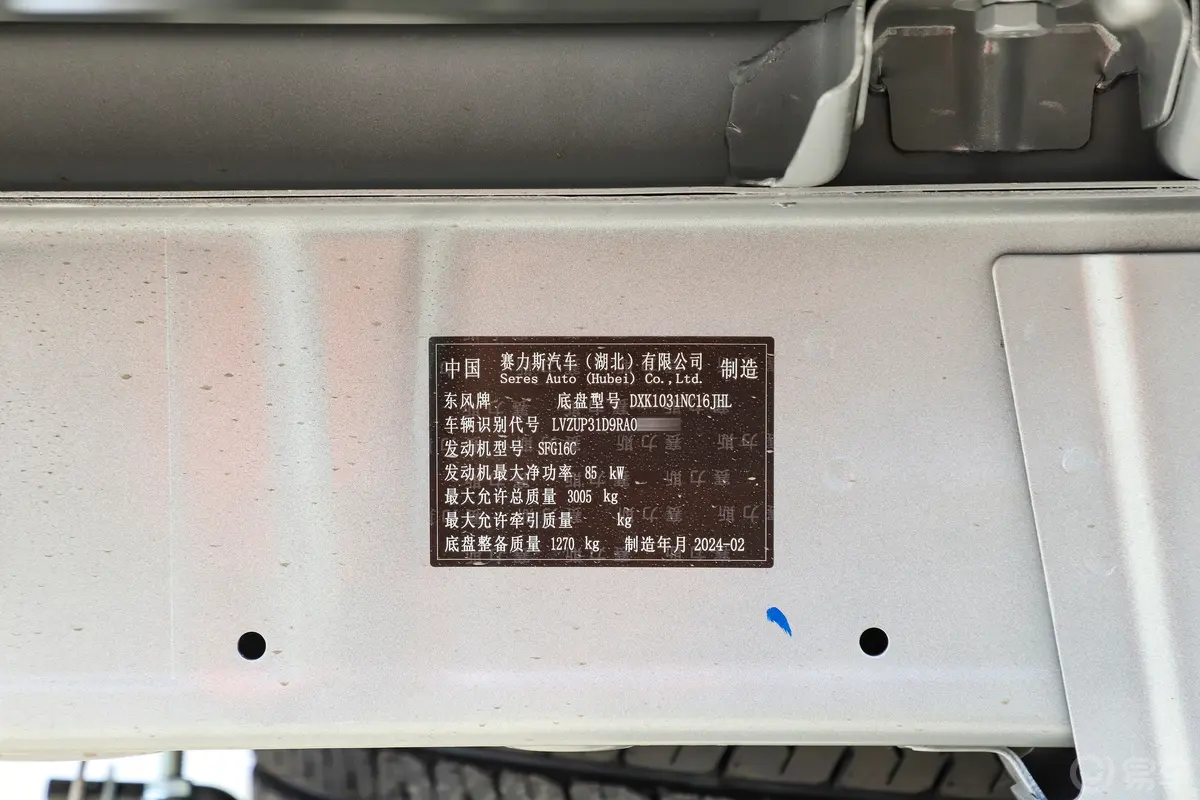 中国 赛力斯汽车（湖北）有限公司 制造
Seres Auto (Hubei) Co.,Ltd.
东风牌 底盘型号 DXK1031NC16JHL
车辆识别代号 LVZUP31D9RA0
发动机型号 SFG16C
发动机最大净功率 85 kW
最大允许总质量 3005 kg
最大允许牵引质量 kg
底盘整备质量 1270 kg 制造年月 2024-02